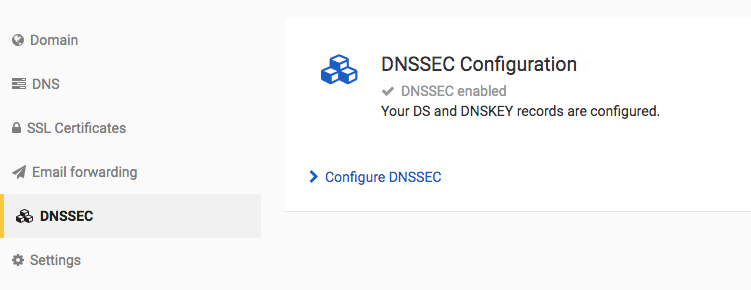 Domain
DNS
SSL Certificates
Email forwarding
DNSSEC
Settings
DNSSEC Configuration
DNSSEC enabled
Your DS and DNSKEY records are configured.
Configure DNSSEC